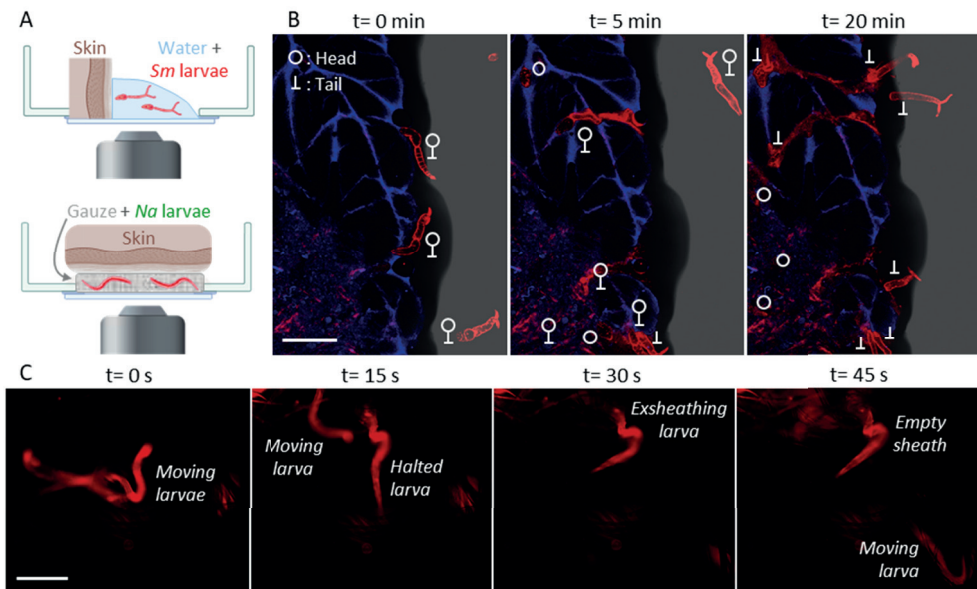 A
Skin
Water +
Sm larvae
Gauze + Na larvae
Skin
B
t= 0 min
t= 5 min
t= 20 min
: Head
: Tail
C
t= 0 s
t= 15 s
t= 30 s
t= 45 s
Moving
larvae
Moving
larva
Halted
larva
Exsheathing
larva
Empty
sheath
Moving
larva